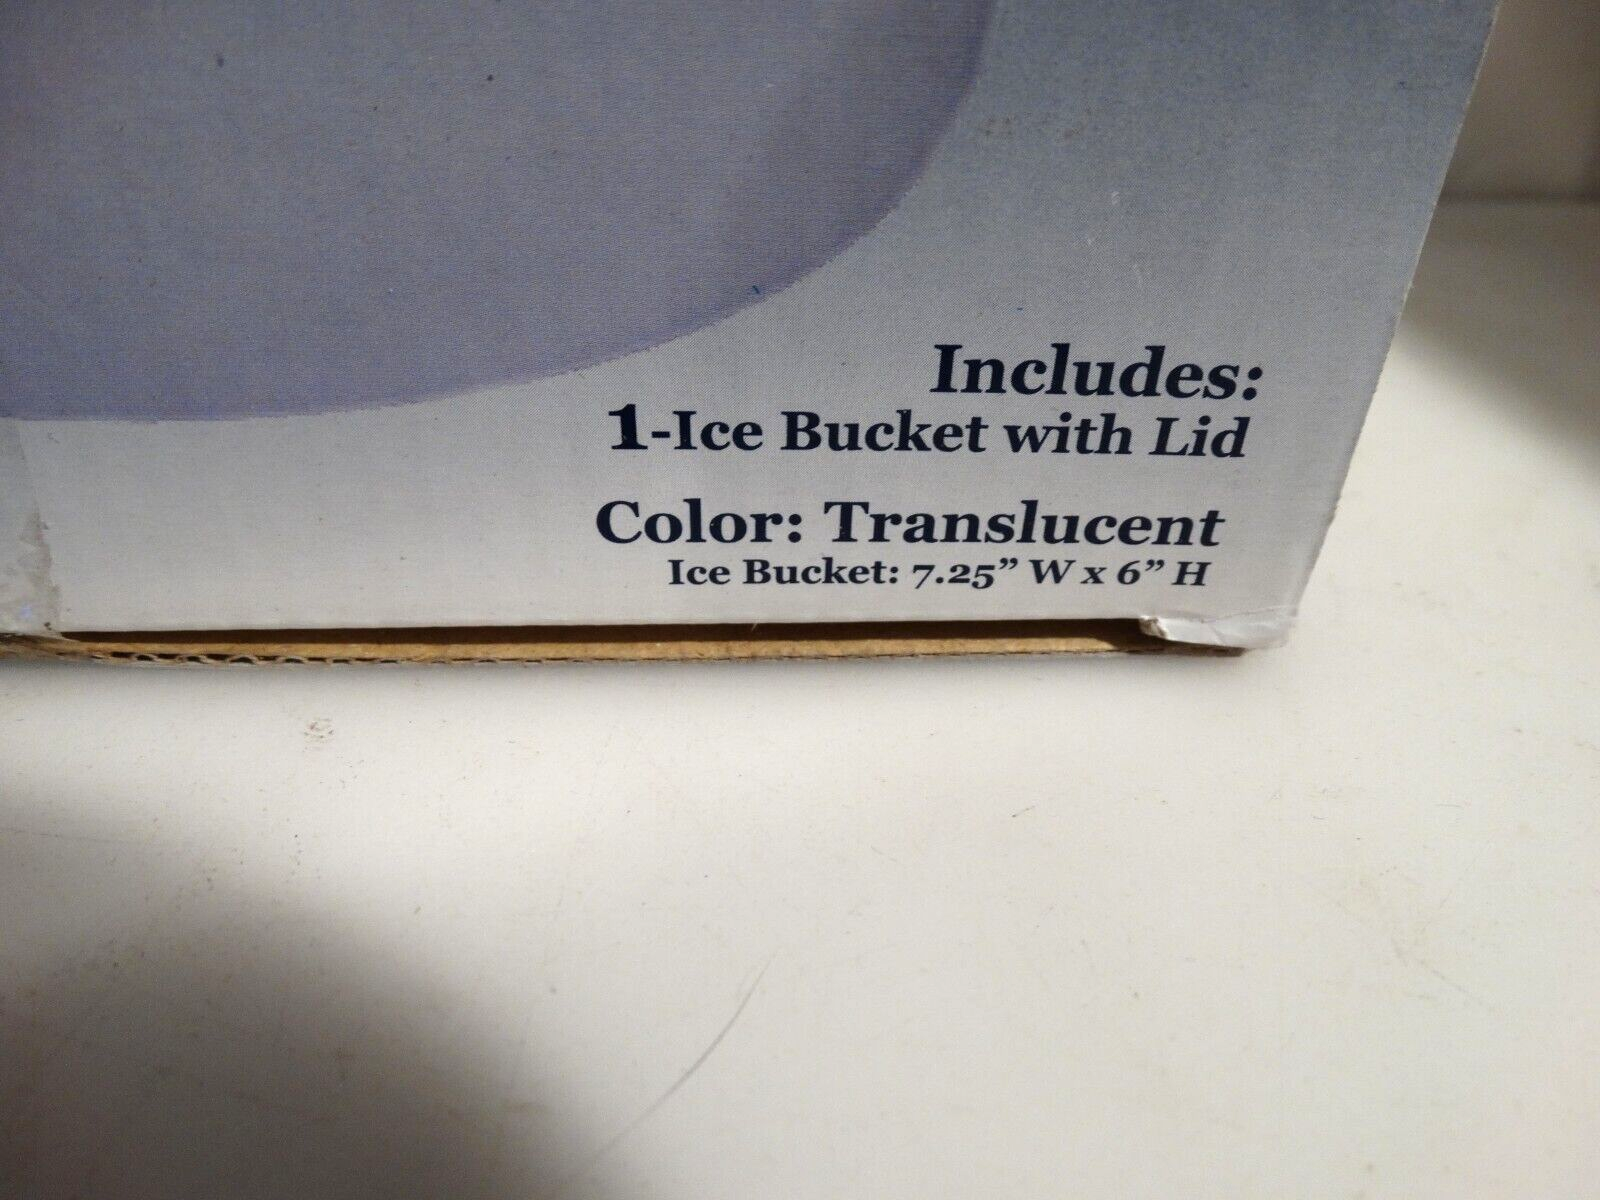 Includes:
1-Ice Bucket with Lid
Color: Translucent
Ice Bucket: 7.25” W x 6” H